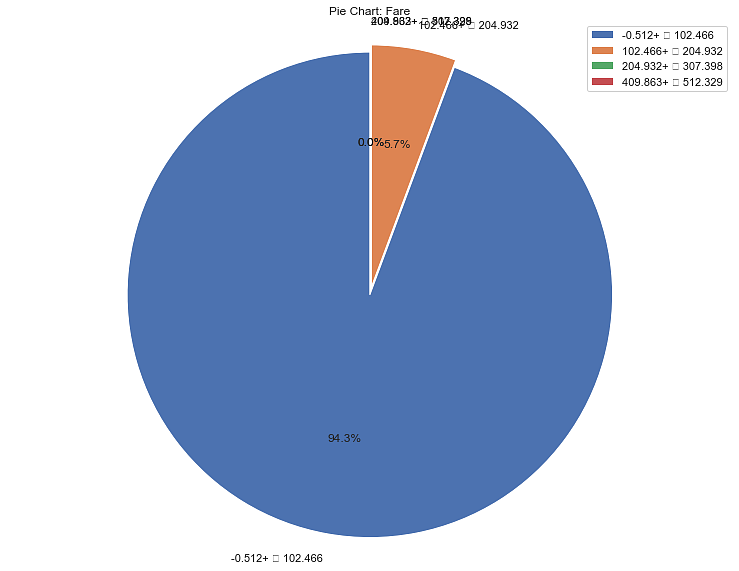 Pie Chart: Fare
102.466+ □ 204.932
-0.512+ □ 102.466
102.466+ □ 204.932
204.932+ □ 307.398
409.863+ □ 512.329
0.0%
5.7%
94.3%
-0.512+ □ 102.466